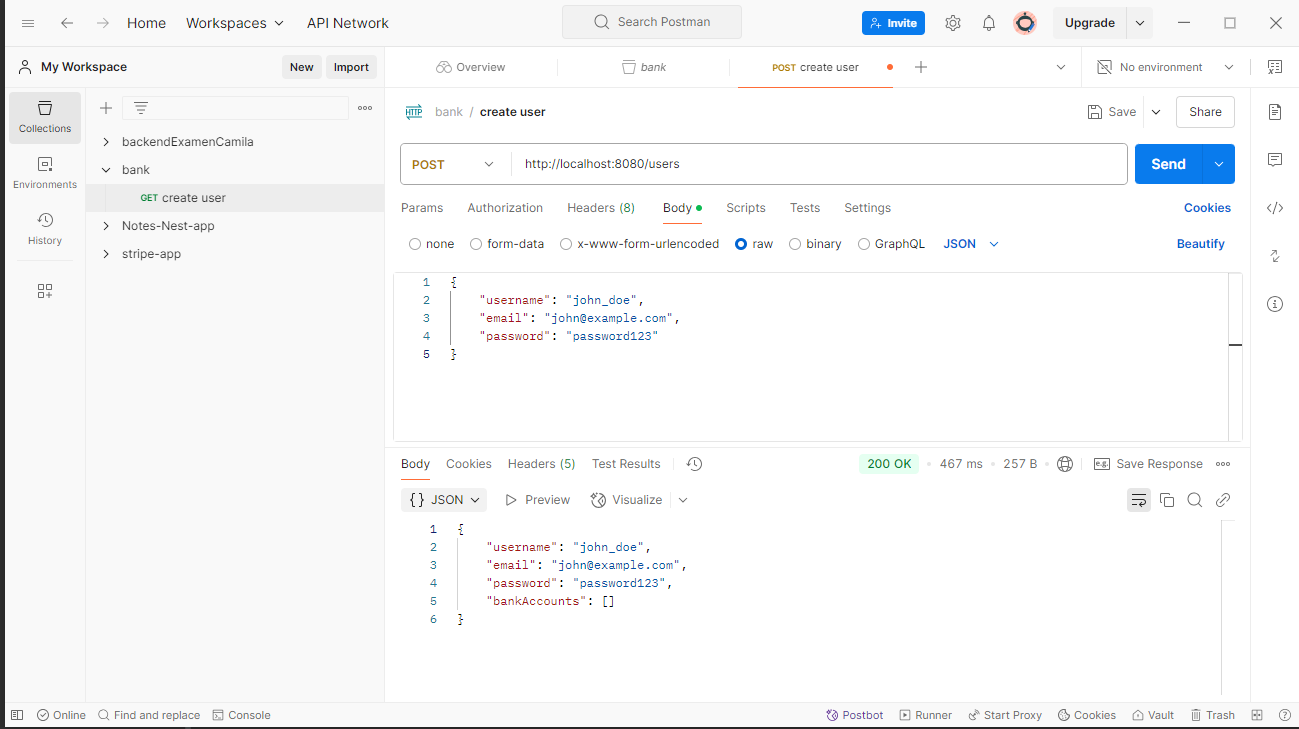 Home Workspaces API Network Search Postman Invite Upgrade
My Workspace New Import Overview bank POST create user No environment
Collections
Environments
History
backendExamenCamila
bank
GET create user
Notes-Nest-app
stripe-app
HTTP bank / create user Save Share
POST http://localhost:8080/users Send
Params Authorization Headers (8) Body Scripts Tests Settings Cookies
none form-data x-www-form-urlencoded raw binary GraphQL JSON Beautify
1 {
2 "username": "john_doe",
3 "email": "john@example.com",
4 "password": "password123"
5 }
Body Cookies Headers (5) Test Results 200 OK 467 ms 257 B e.g. Save Response
{} JSON Preview Visualize
1 {
2 "username": "john_doe",
3 "email": "john@example.com",
4 "password": "password123",
5 "bankAccounts": []
6 }
Online Find and replace Console Postbot Runner Start Proxy Cookies Vault Trash